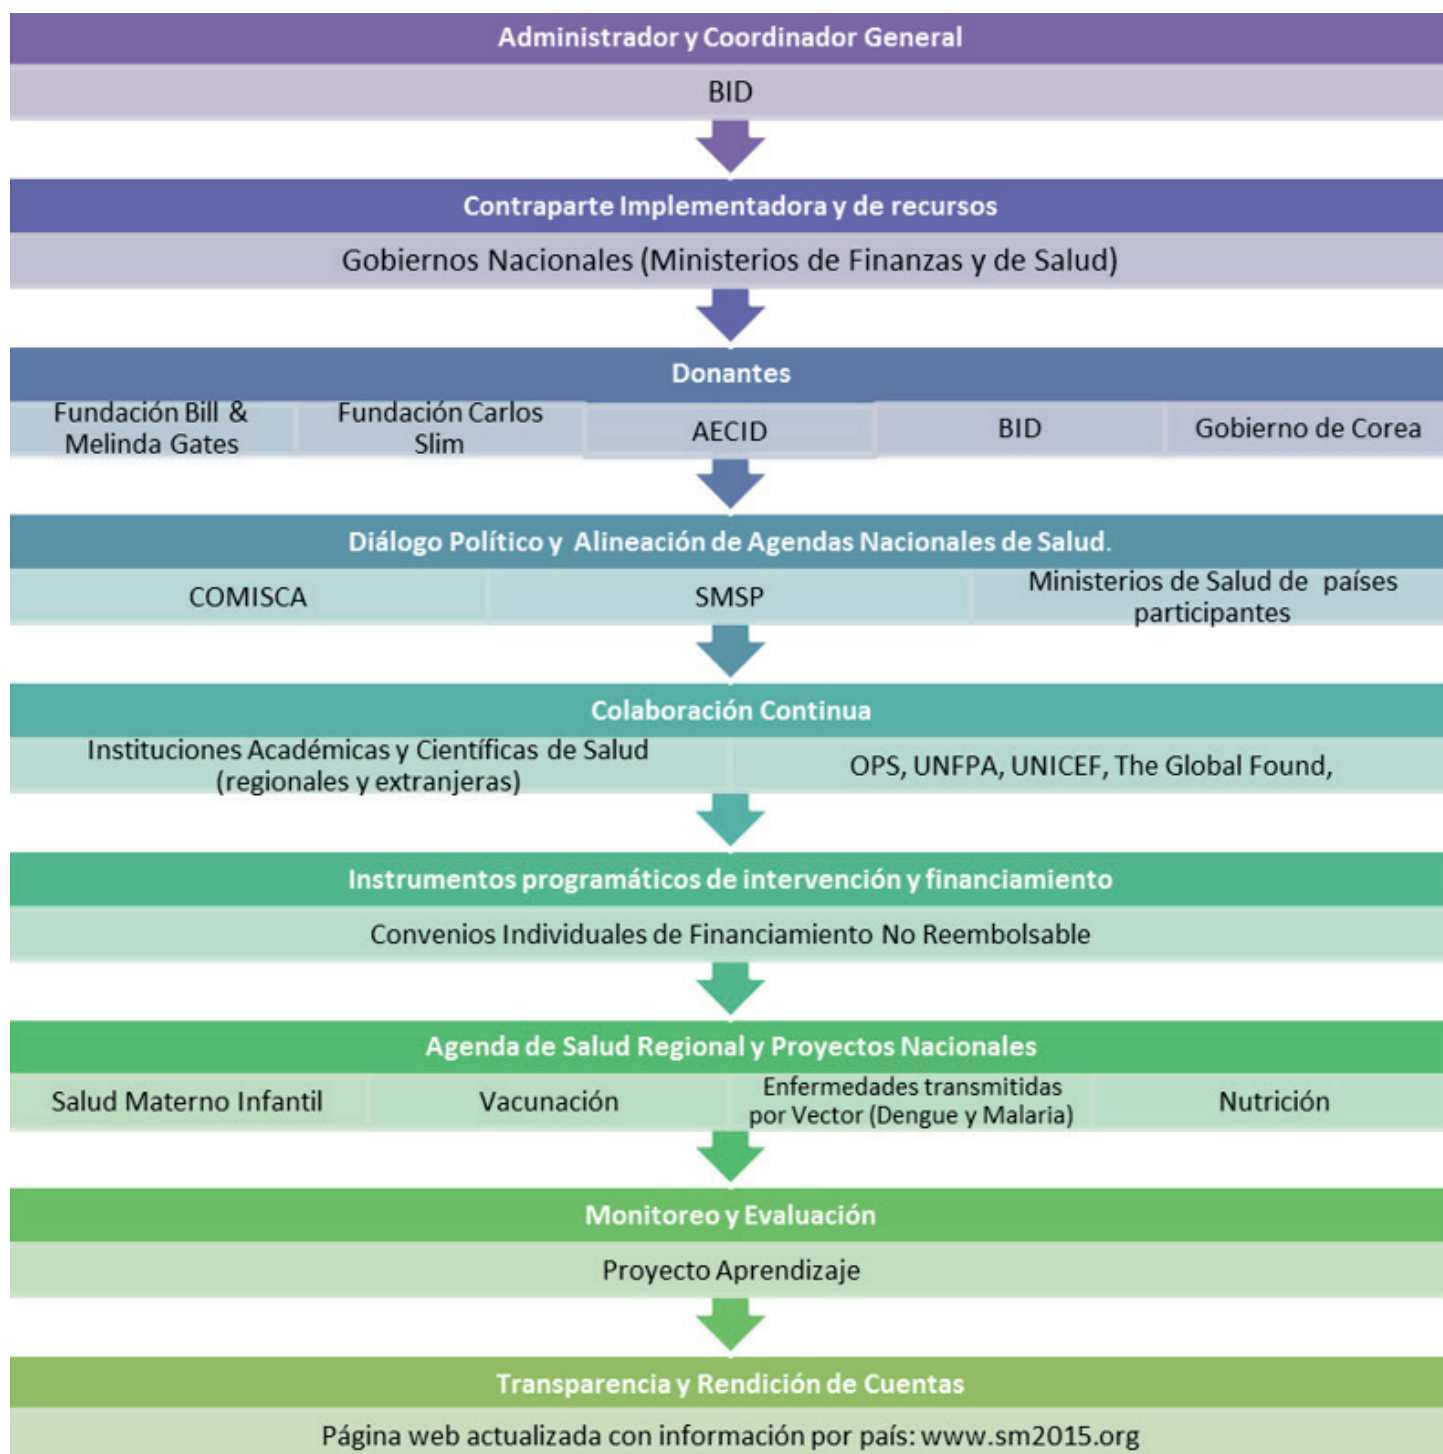 Administrador y Coordinador General
BID
Contraparte Implementadora y de recursos
Gobiernos Nacionales (Ministerios de Finanzas y de Salud)
Donantes
Fundación Bill &
Melinda Gates
Fundación Carlos
Slim
AECID
BID
Gobierno de Corea
Diálogo Político y Alineación de Agendas Nacionales de Salud.
COMISCA
SMSP
Ministerios de Salud de países
participantes
Colaboración Continua
Instituciones Académicas y Científicas de Salud
(regionales y extranjeras)
OPS, UNFPA, UNICEF, The Global Found,
Instrumentos programáticos de intervención y financiamiento
Convenios Individuales de Financiamiento No Reembolsable
Agenda de Salud Regional y Proyectos Nacionales
Salud Materno Infantil
Vacunación
Enfermedades transmitidas
por Vector (Dengue y Malaria)
Nutrición
Monitoreo y Evaluación
Proyecto Aprendizaje
Transparencia y Rendición de Cuentas
Página web actualizada con información por país: www.sm2015.org